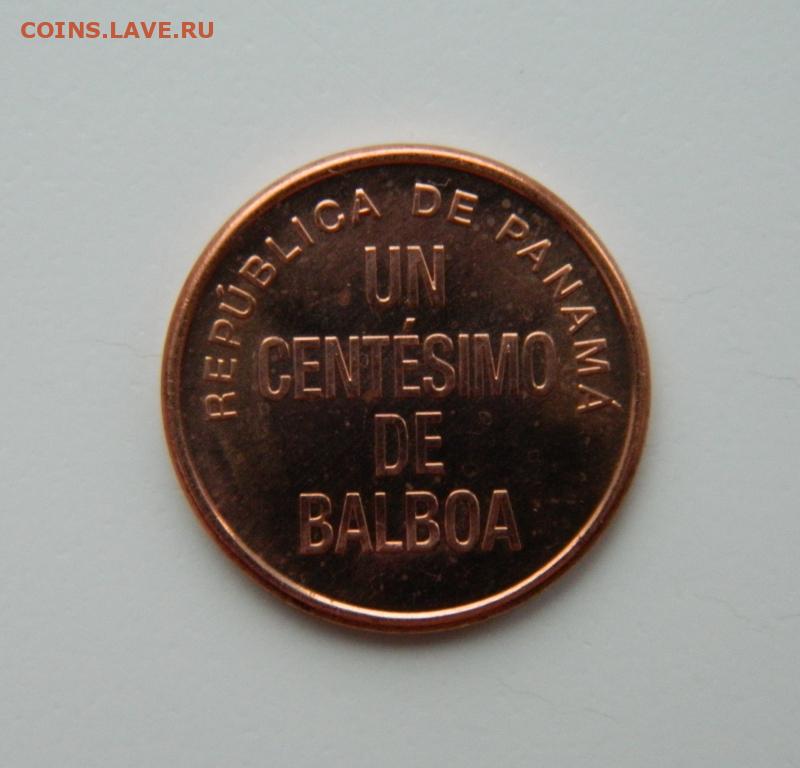 COINS.LAVE.RU
REPÚBLICA DE PANAMÁ
UN
CENTÉSIMO
DE
BALBOA